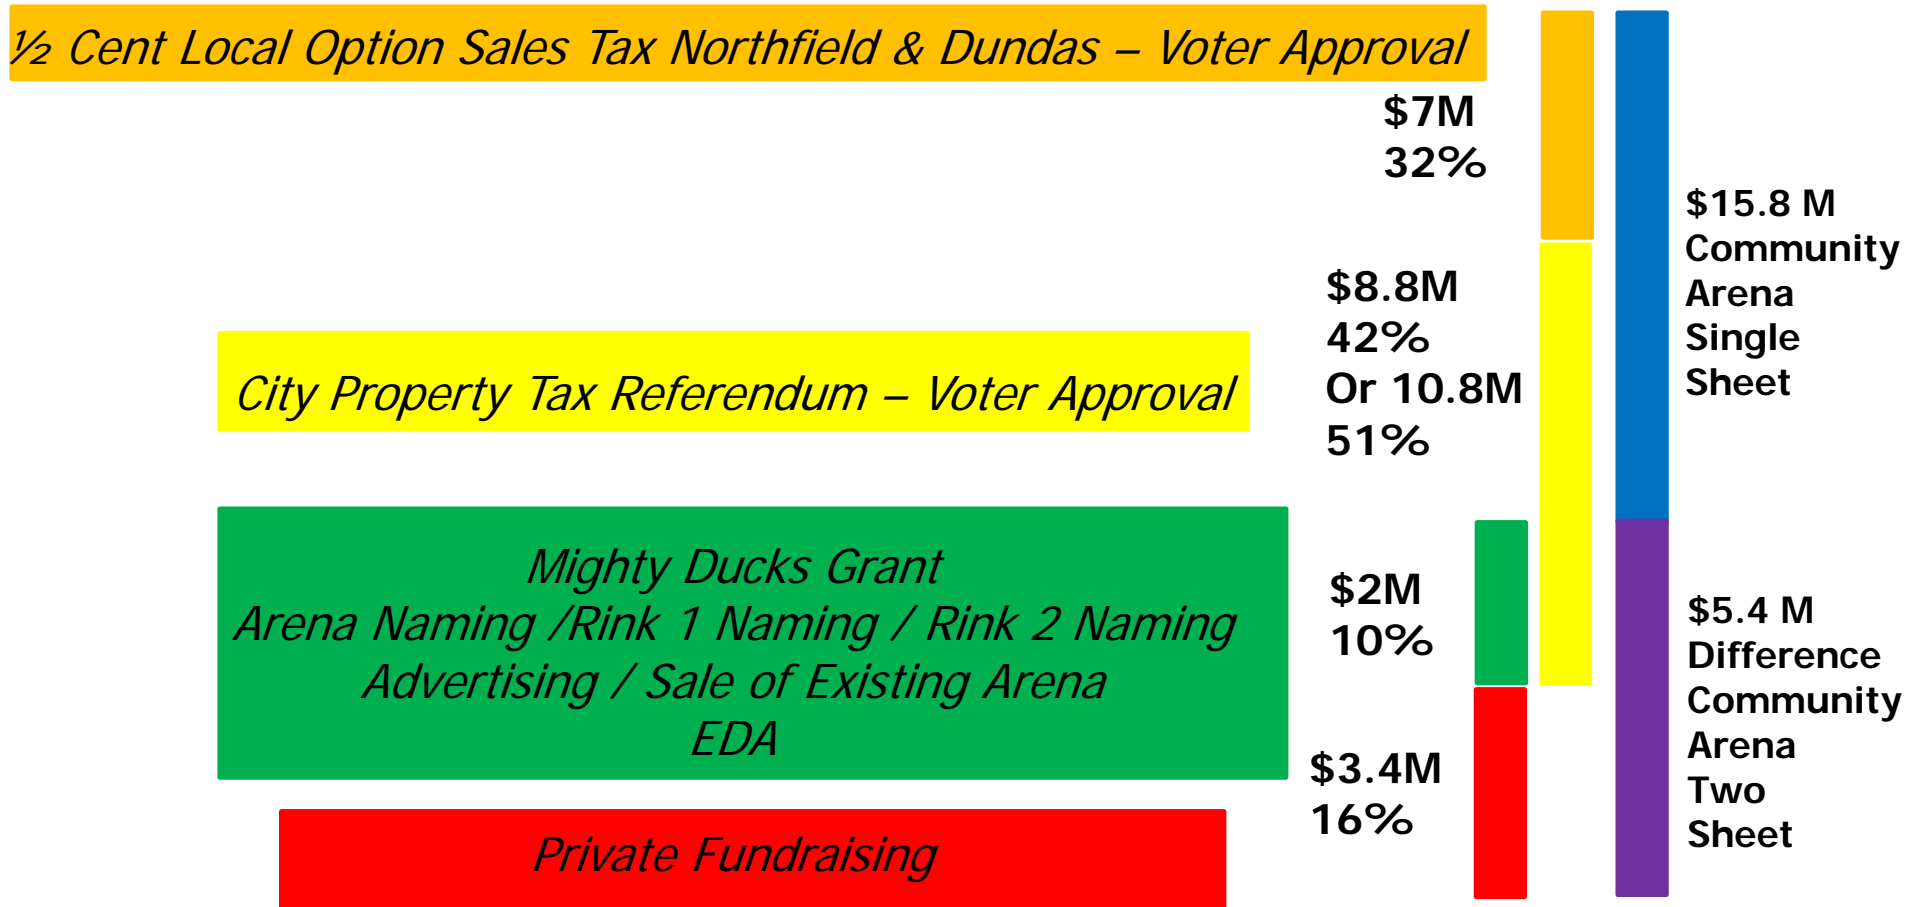 ½ Cent Local Option Sales Tax Northfield & Dundas – Voter Approval
$7M
32%
$15.8 M
Community
Arena
Single
Sheet
$8.8M
42%
Or 10.8M
51%
City Property Tax Referendum – Voter Approval
Mighty Ducks Grant
Arena Naming /Rink 1 Naming / Rink 2 Naming
Advertising / Sale of Existing Arena
EDA
$2M
10%
$5.4 M
Difference
Community
Arena
Two
Sheet
$3.4M
16%
Private Fundraising